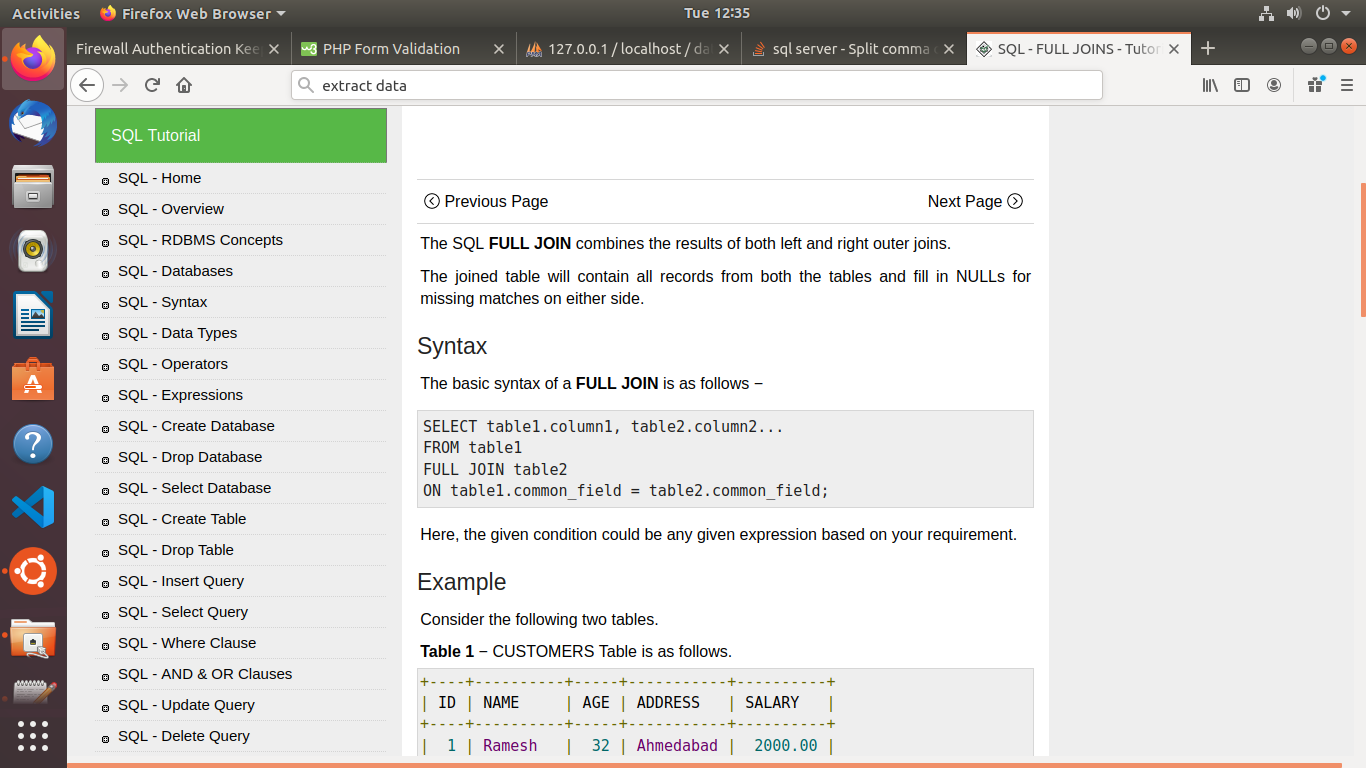 Activities
Firefox Web Browser
Tue 12:35
Firewall Authentication Kee
PHP Form Validation
127.0.0.1 / localhost / da
sql server - Split comma
SQL - FULL JOINS - Tutor
extract data
SQL Tutorial
SQL - Home
SQL - Overview
SQL - RDBMS Concepts
SQL - Databases
SQL - Syntax
SQL - Data Types
SQL - Operators
SQL - Expressions
SQL - Create Database
SQL - Drop Database
SQL - Select Database
SQL - Create Table
SQL - Drop Table
SQL - Insert Query
SQL - Select Query
SQL - Where Clause
SQL - AND & OR Clauses
SQL - Update Query
SQL - Delete Query
Previous Page
Next Page
The SQL FULL JOIN combines the results of both left and right outer joins.
The joined table will contain all records from both the tables and fill in NULLs for
missing matches on either side.
Syntax
The basic syntax of a FULL JOIN is as follows −
SELECT table1.column1, table2.column2...
FROM table1
FULL JOIN table2
ON table1.common_field = table2.common_field;
Here, the given condition could be any given expression based on your requirement.
Example
Consider the following two tables.
Table 1 − CUSTOMERS Table is as follows.
+----+----------+-----+-----------+----------+
| ID | NAME     | AGE | ADDRESS   | SALARY   |
+----+----------+-----+-----------+----------+
|  1 | Ramesh   |  32 | Ahmedabad |  2000.00 |